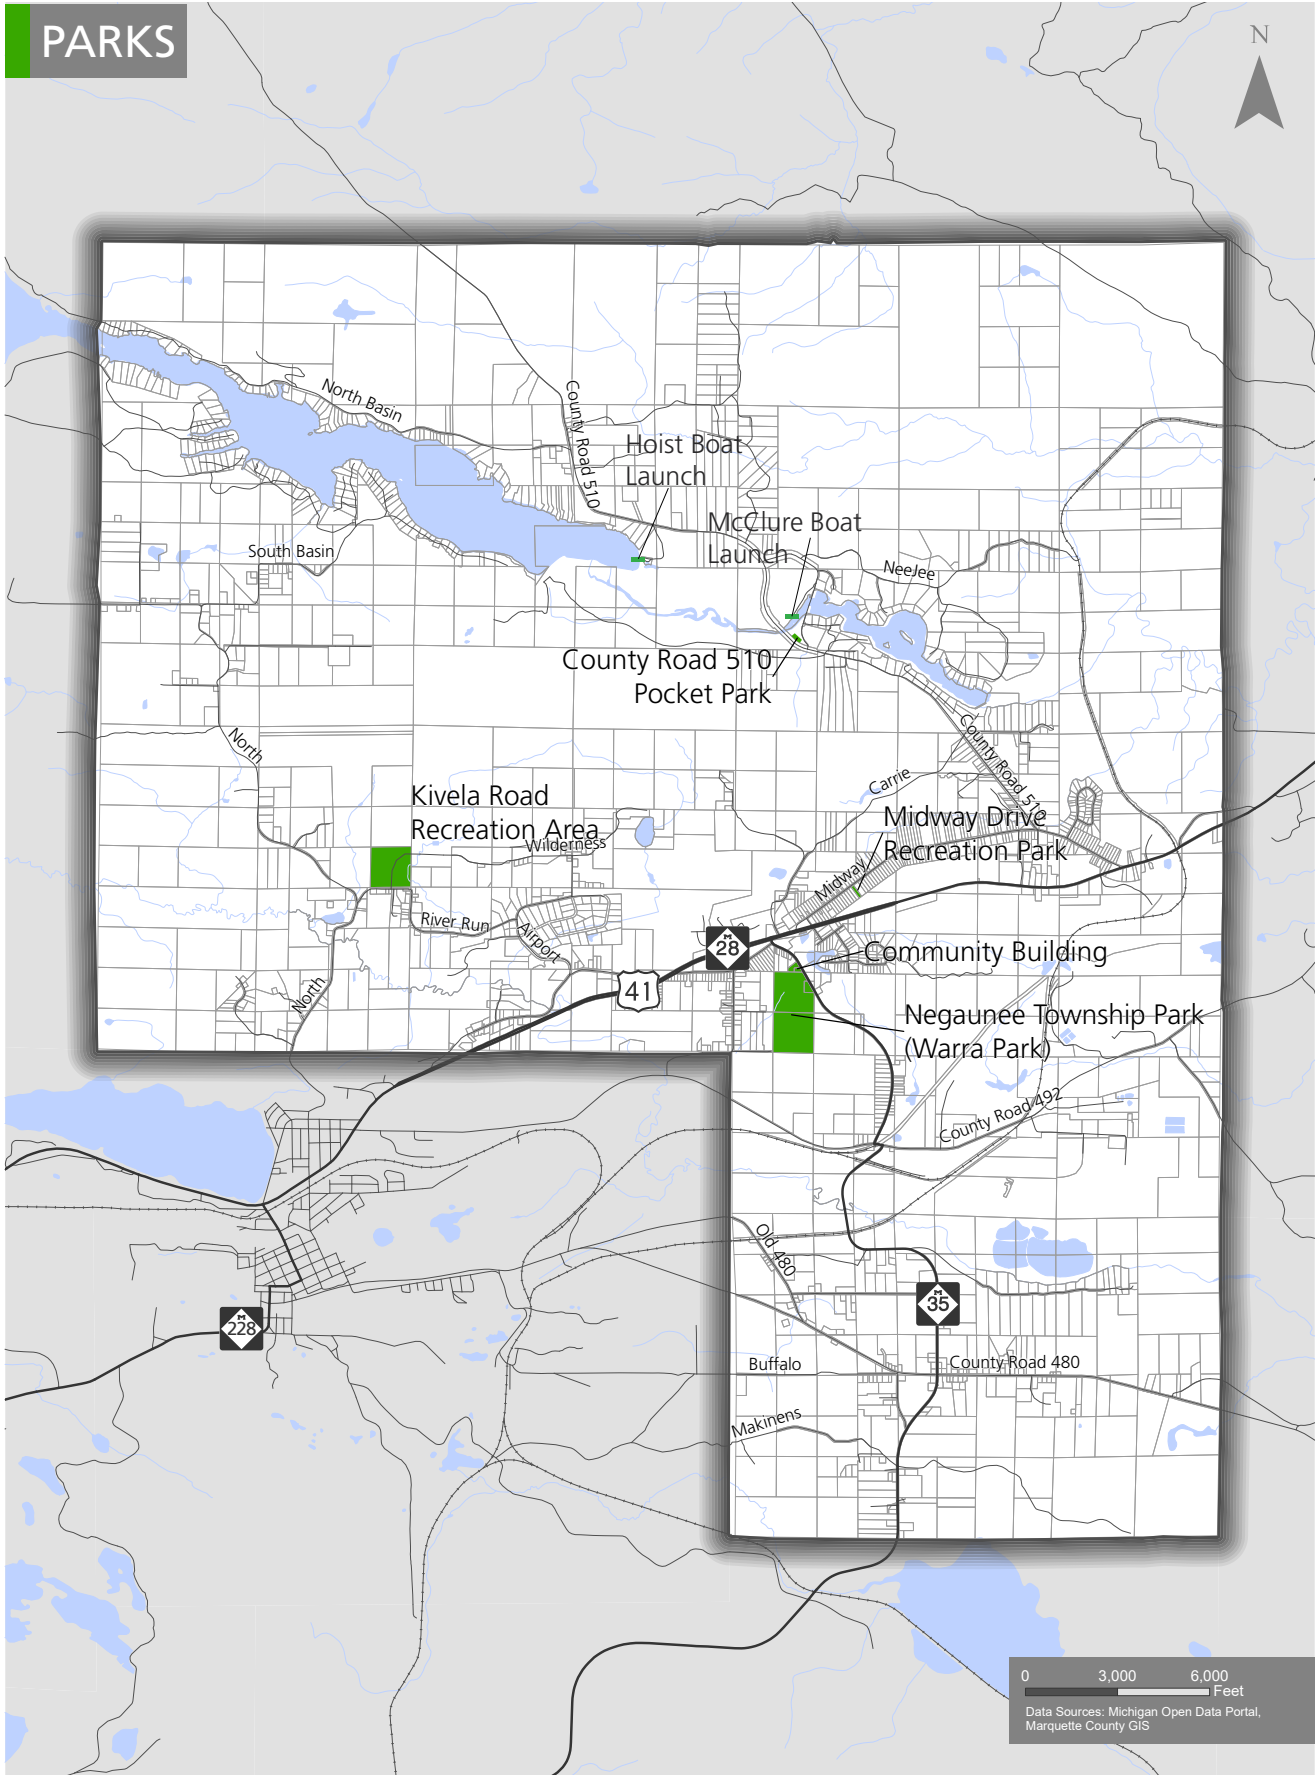 PARKS
N
North Basin
County Road 510
Hoist Boat
Launch
McClure Boat
Launch
South Basin
NeeJee
County Road 510
Pocket Park
North
County Road 510
Carrie
Kivela Road
Recreation Area
Wilderness
Midway Drive
Recreation Park
Midway
River Run
Airport
M
28
Community Building
41
North
Negaunee Township Park
(Warra Park)
County Road 492
Old 480
M
35
M
228
Buffalo
County Road 480
Makinens
0 3,000 6,000
Feet
Data Sources: Michigan Open Data Portal,
Marquette County GIS